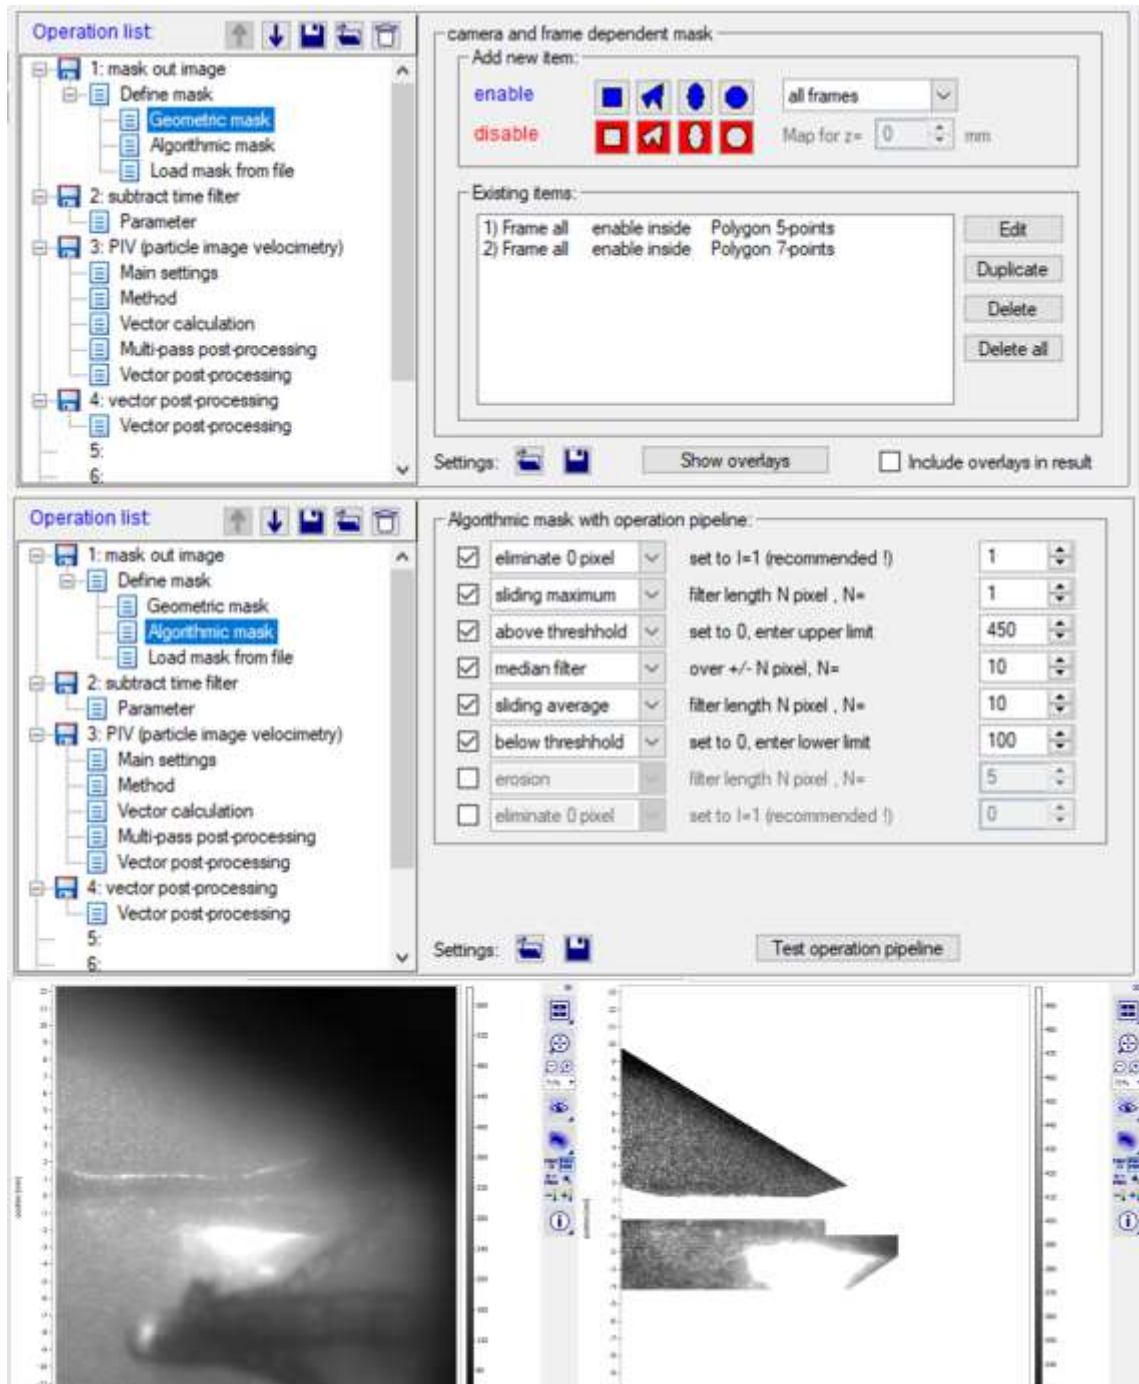 Operation list:
1: mask out image
Define mask
Geometric mask
Algorithmic mask
Load mask from file
2: subtract time filter
Parameter
3: PIV (particle image velocimetry)
Main settings
Method
Vector calculation
Multi-pass post-processing
Vector post-processing
4: vector post-processing
Vector post-processing
5:
6:
camera and frame dependent mask
Add new item:
enable
all frames
disable
Map for z= 0 mm
Existing items:
1) Frame all enable inside Polygon 5-points
2) Frame all enable inside Polygon 7-points
Edit
Duplicate
Delete
Delete all
Settings: Show overlays Include overlays in result
Operation list:
1: mask out image
Define mask
Geometric mask
Algorithmic mask
Load mask from file
2: subtract time filter
Parameter
3: PIV (particle image velocimetry)
Main settings
Method
Vector calculation
Multi-pass post-processing
Vector post-processing
4: vector post-processing
Vector post-processing
5:
6:
Algorithmic mask with operation pipeline:
eliminate 0 pixel set to I=1 (recommended !) 1
sliding maximum filter length N pixel , N= 1
above threshhold set to 0, enter upper limit 450
median filter over +/- N pixel, N= 10
sliding average filter length N pixel , N= 10
below threshhold set to 0, enter lower limit 100
erosion filter length N pixel , N= 5
eliminate 0 pixel set to I=1 (recommended !) 0
Settings: Test operation pipeline